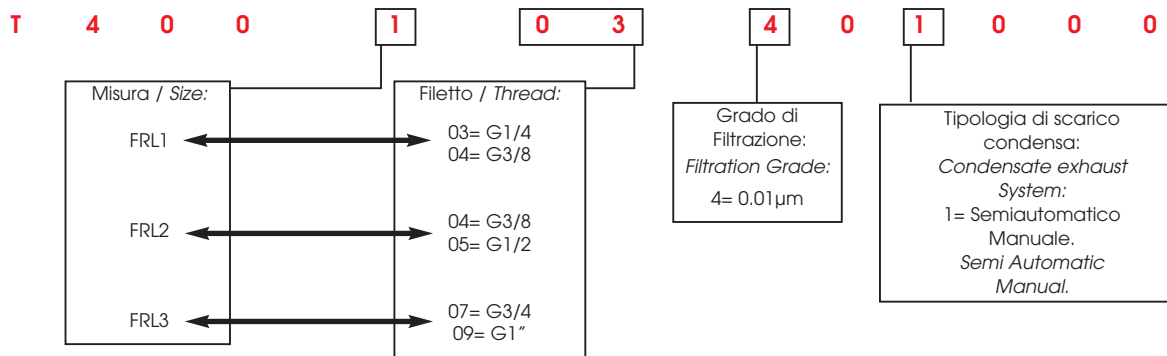 T 4 0 0 1 0 3 4 0 1 0 0 0
Misura / Size:
FRL1
FRL2
FRL3
Filetto / Thread:
03= G1/4
04= G3/8
04= G3/8
05= G1/2
07= G3/4
09= G1"
Grado di
Filtrazione:
Filtration Grade:
4= 0.01µm
Tipologia di scarico
condensa:
Condensate exhaust
System:
1= Semiautomatico
Manuale.
Semi Automatic
Manual.